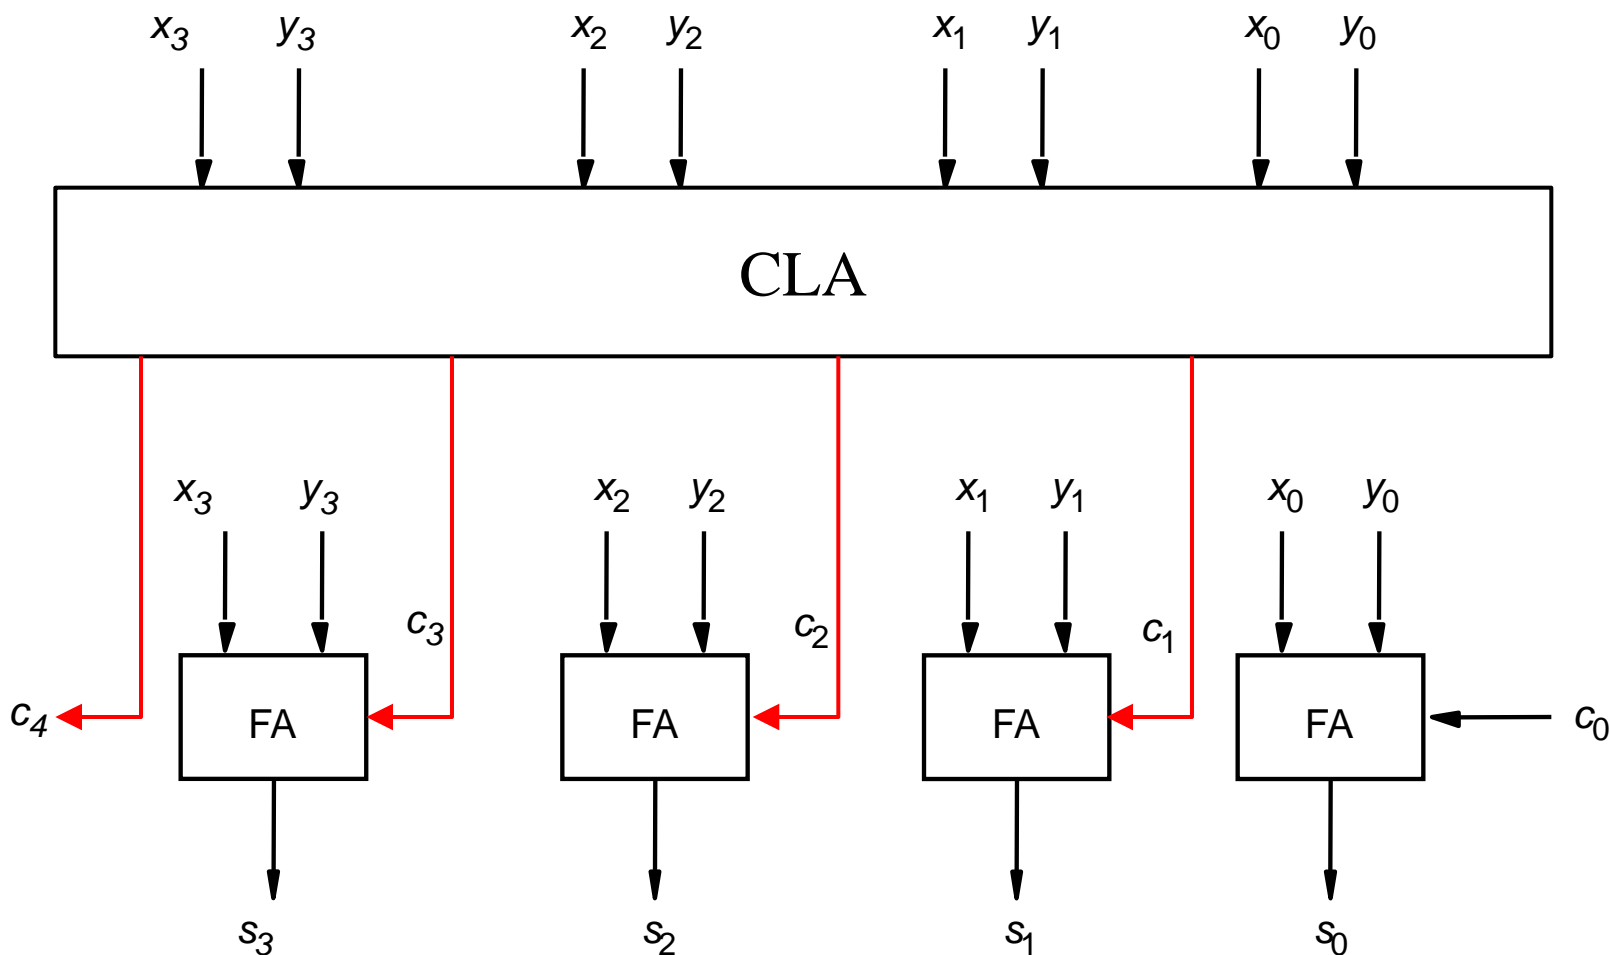 x3 y3 x2 y2 x1 y1 x0 y0
CLA
x3 y3 x2 y2 x1 y1 x0 y0
c3 c2 c1
c4 FA FA FA FA c0
s3 s2 s1 s0